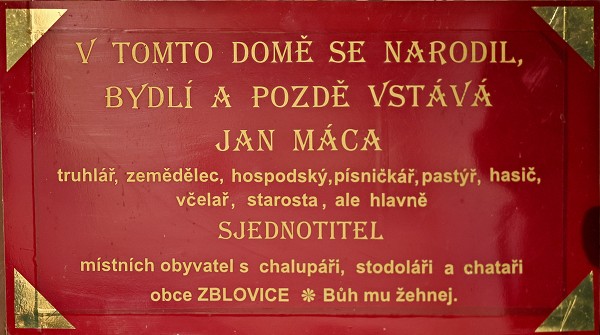 V TOMTO DOMĚ SE NARODIL,
BYDLÍ A POZDĚ VSTÁVÁ
JAN MÁCA
truhlář, zemědělec, hospodský, písničkář, pastýř, hasič,
včelař, starosta, ale hlavně
SJEDNOTITEL
místních obyvatel s chalupáři, stodoláři a chataři
obce ZBLOVICE ❋ Bůh mu žehnej.